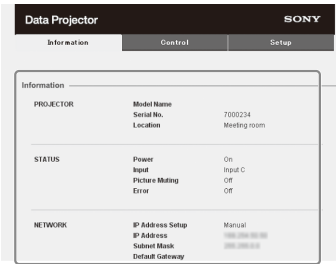 Data Projector SONY
Information Control Setup
Information
PROJECTOR Model Name
Serial No. 7000234
Location Meeting room
STATUS Power On
Input Input C
Picture Muting Off
Error Off
NETWORK IP Address Setup Manual
IP Address
Subnet Mask
Default Gateway